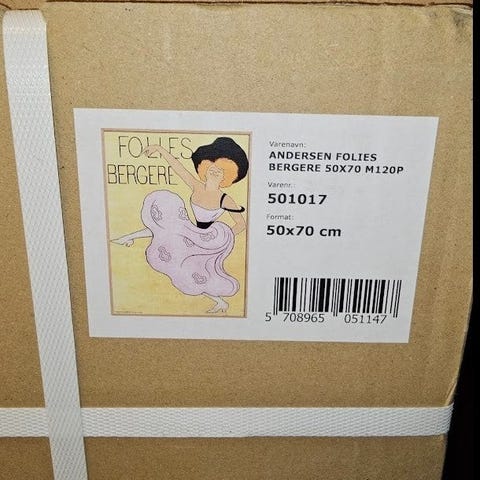 FOLIES
BERGERE
Varenavn:
ANDERSEN FOLIES
BERGERE 50X70 M120P
Varenr.:
501017
Format:
50x70 cm
5 708965 051147